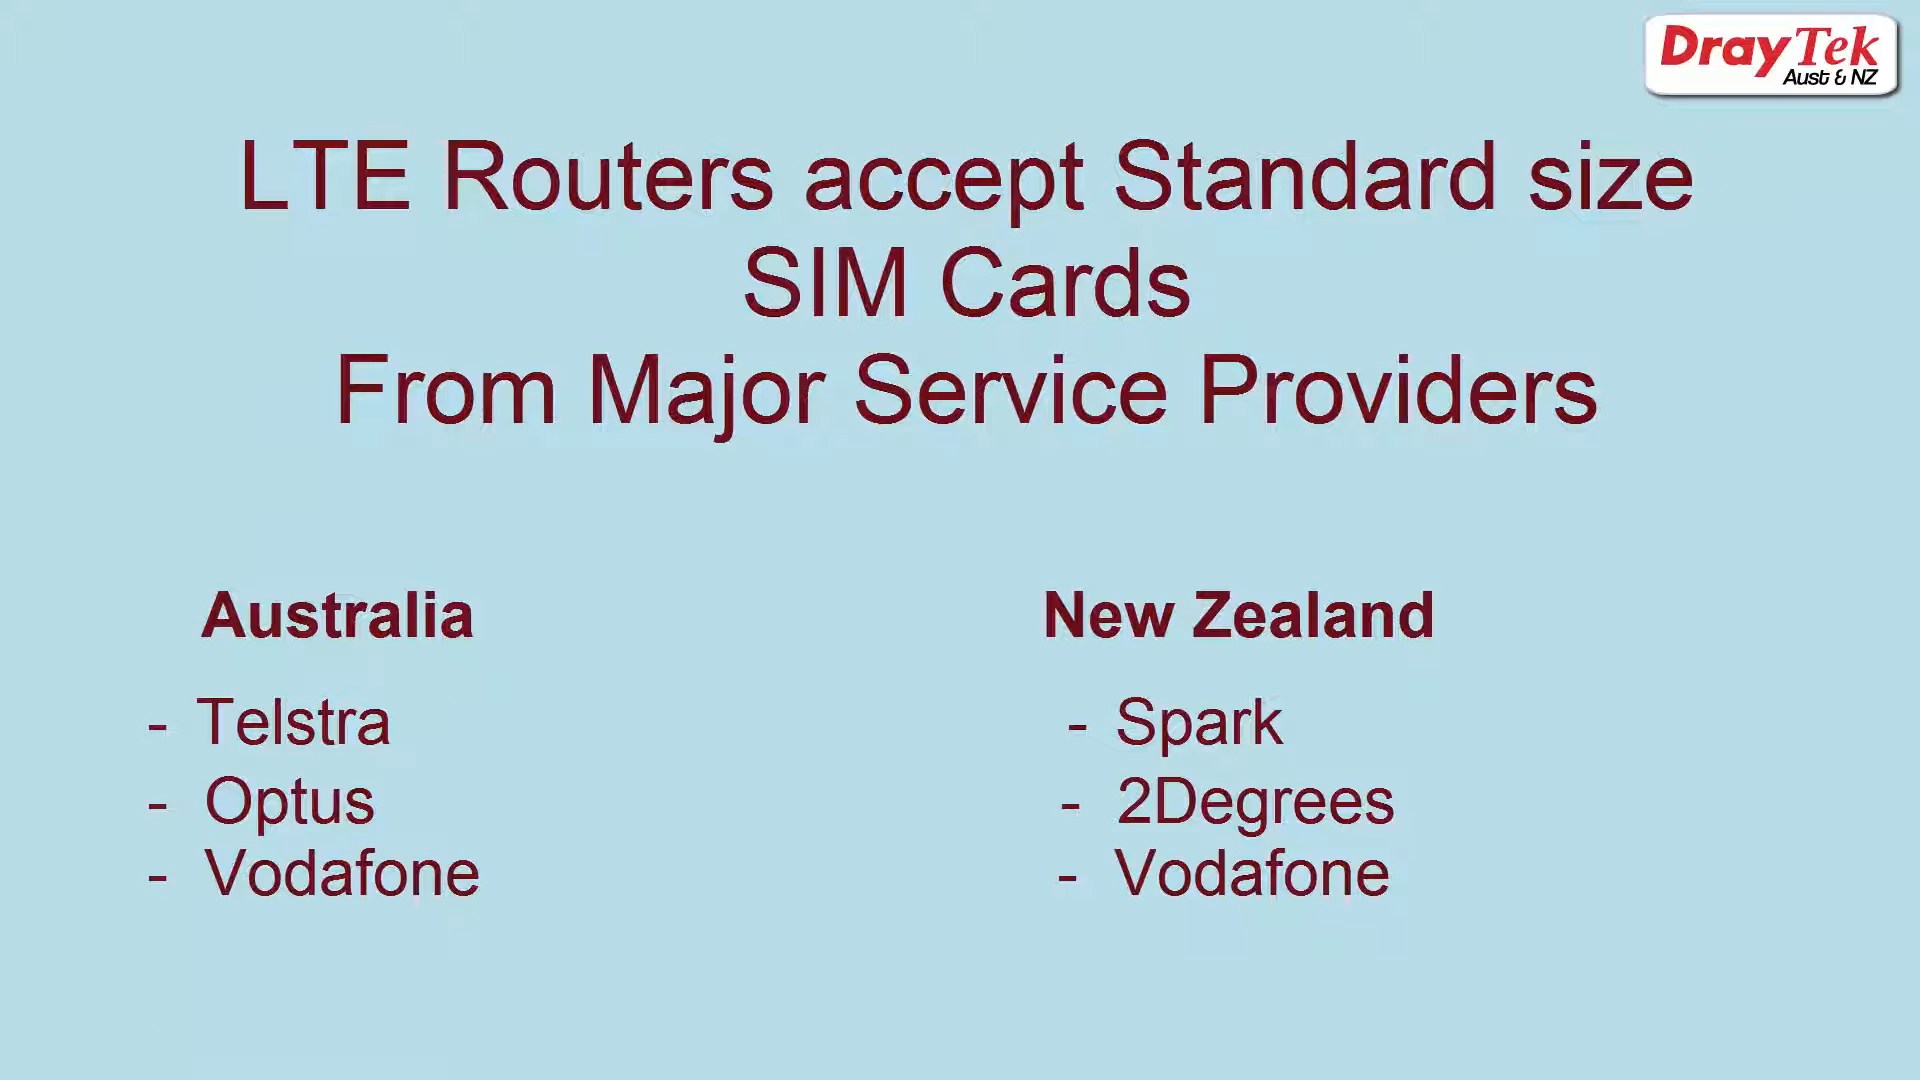 DrayTek
Aust & NZ
LTE Routers accept Standard size
SIM Cards
From Major Service Providers
Australia
- Telstra
- Optus
- Vodafone
New Zealand
- Spark
- 2Degrees
- Vodafone